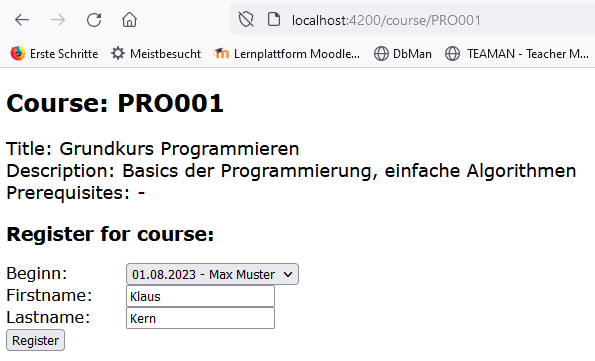 localhost:4200/course/PRO001
Erste Schritte Meistbesucht Lernplattform Moodle... DbMan TEAMAN - Teacher M...
Course: PRO001
Title: Grundkurs Programmieren
Description: Basics der Programmierung, einfache Algorithmen
Prerequisites: -
Register for course:
Beginn: 01.08.2023 - Max Muster
Firstname: Klaus
Lastname: Kern
Register